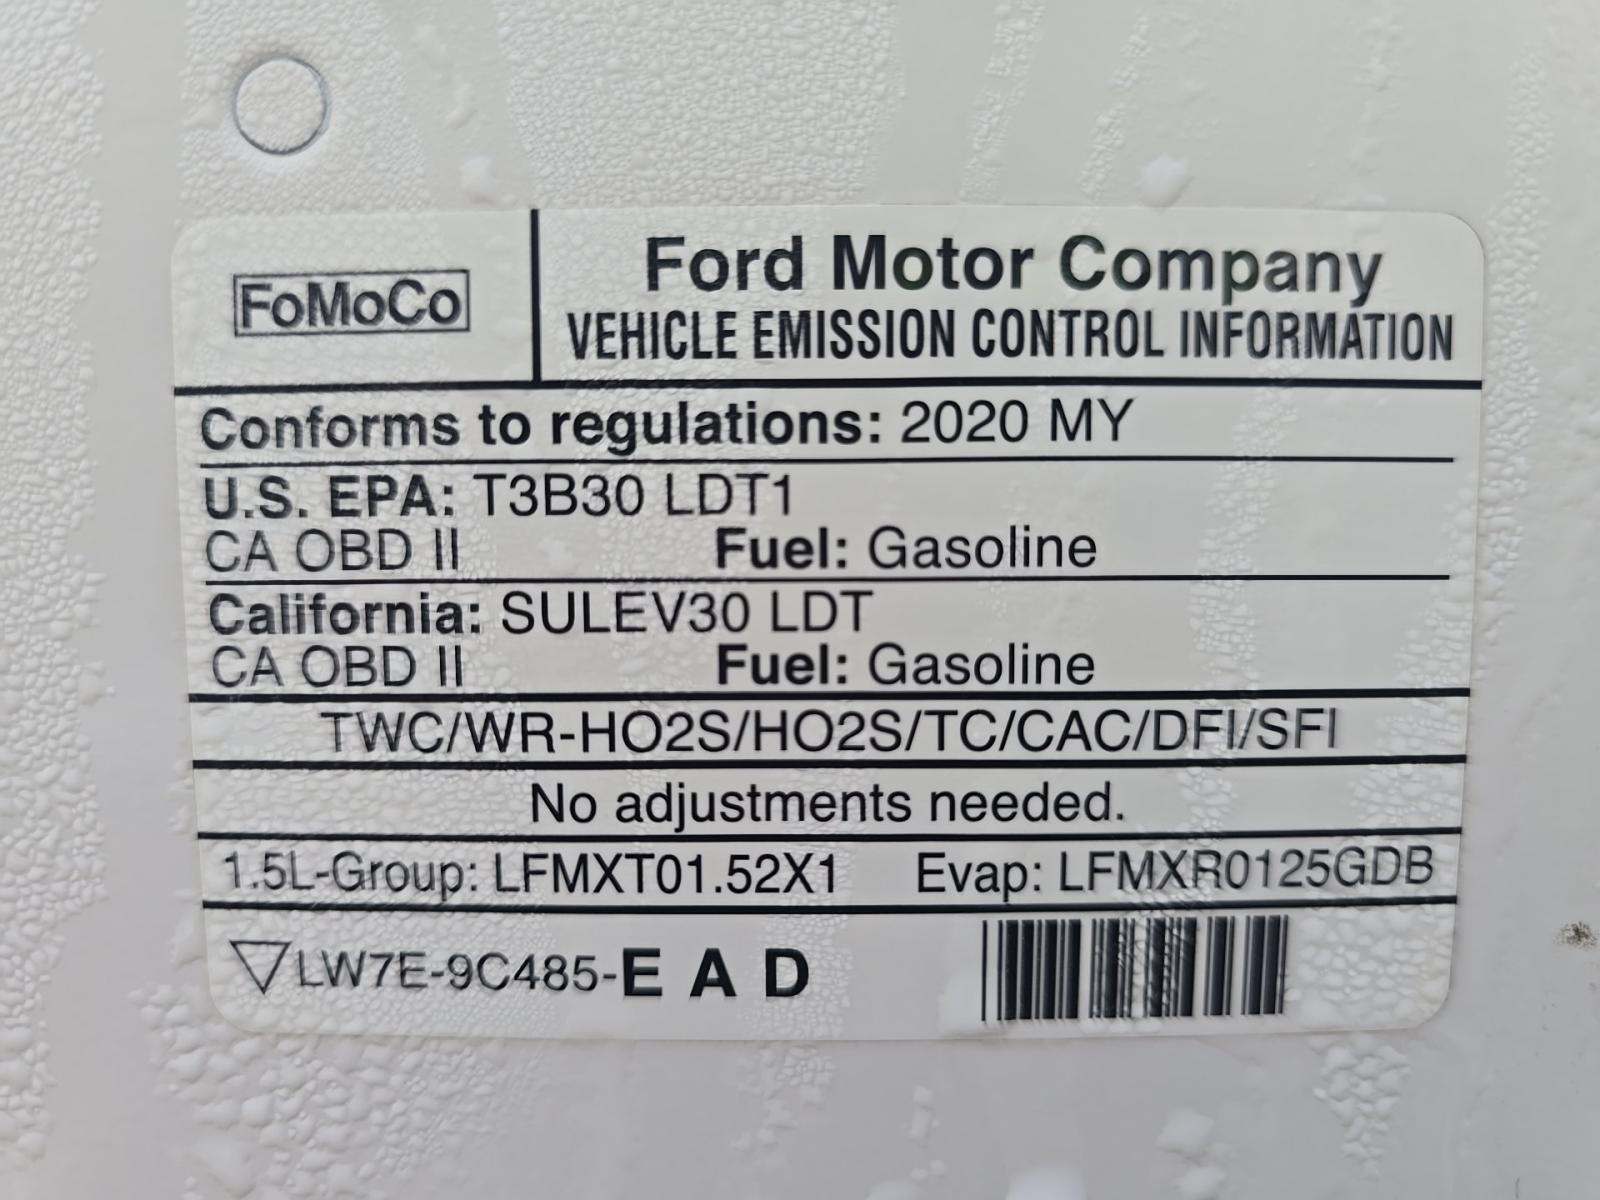 FoMoCo
Ford Motor Company
VEHICLE EMISSION CONTROL INFORMATION
Conforms to regulations: 2020 MY
U.S. EPA: T3B30 LDT1
CA OBD II Fuel: Gasoline
California: SULEV30 LDT
CA OBD II Fuel: Gasoline
TWC/WR-HO2S/HO2S/TC/CAC/DFI/SFI
No adjustments needed.
1.5L-Group: LFMXT01.52X1 Evap: LFMXR0125GDB
▽LW7E-9C485-E A D